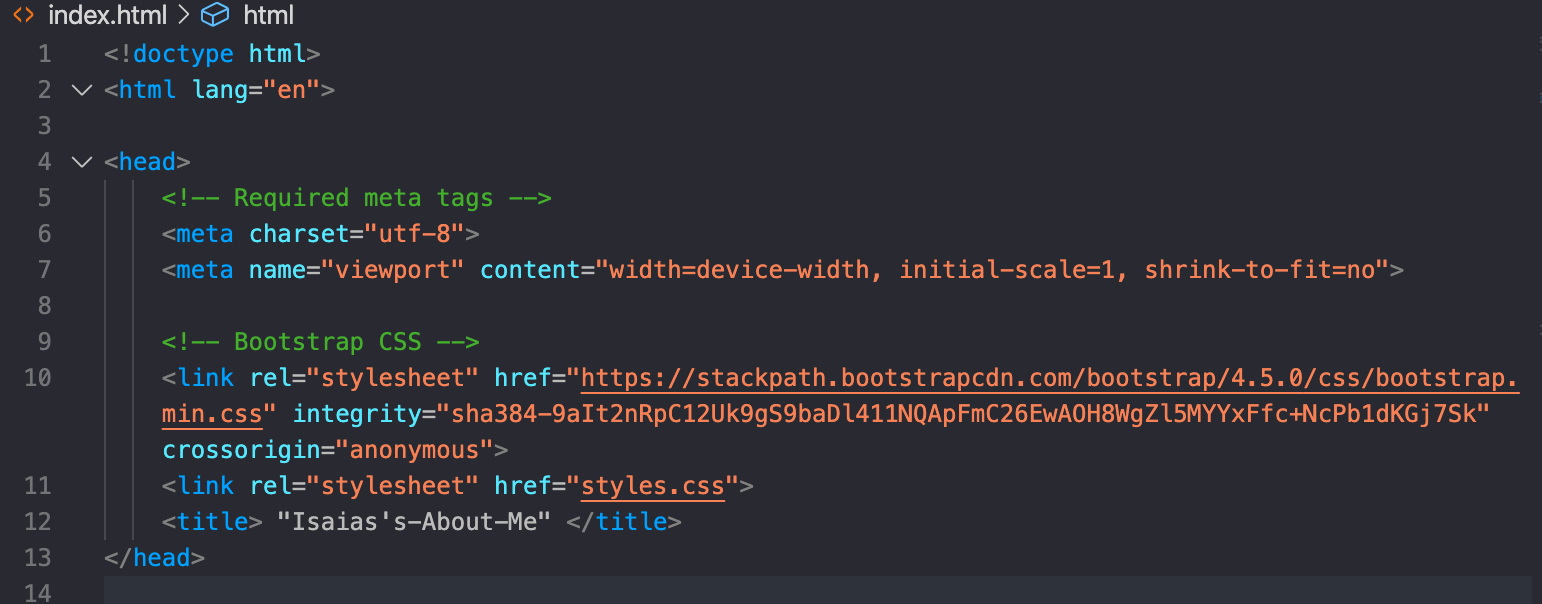 index.html > html
1 <!doctype html>
2 <html lang="en">
3
4 <head>
5 <!-- Required meta tags -->
6 <meta charset="utf-8">
7 <meta name="viewport" content="width=device-width, initial-scale=1, shrink-to-fit=no">
8
9 <!-- Bootstrap CSS -->
10 <link rel="stylesheet" href="https://stackpath.bootstrapcdn.com/bootstrap/4.5.0/css/bootstrap.
min.css" integrity="sha384-9aIt2nRpC12Uk9gS9baDl411NQApFmC26EwAOH8WgZl5MYYxFfc+NcPb1dKGj7Sk"
crossorigin="anonymous">
11 <link rel="stylesheet" href="styles.css">
12 <title> "Isaias's-About-Me" </title>
13 </head>
14